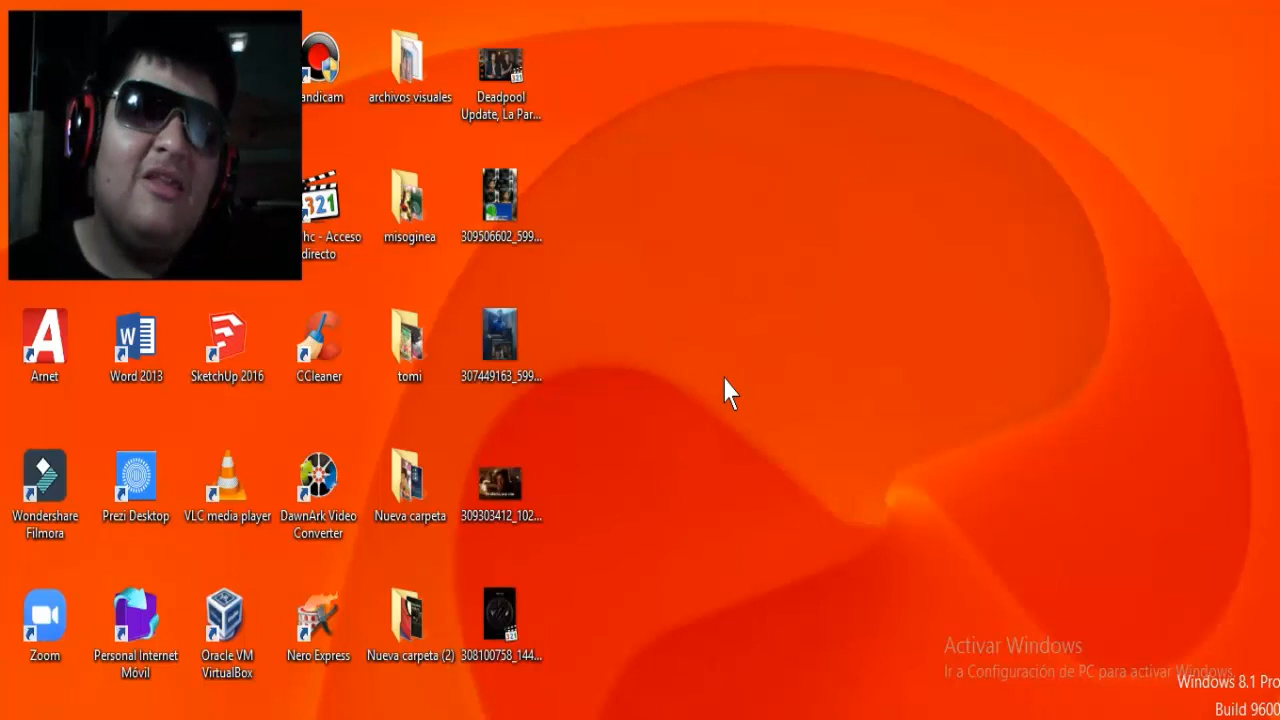 andicam
archivos visuales
Deadpool
Update, La Par...
321
hc - Acceso
directo
misoginea
309506602_599...
A
Arnet
W
Word 2013
SketchUp 2016
CCleaner
tomi
307449163_599...
Wondershare
Filmora
Prezi Desktop
VLC media player
DawnArk Video
Converter
Nueva carpeta
309303412_102...
Zoom
Personal Internet
Móvil
Oracle VM
VirtualBox
Nero Express
Nueva carpeta (2)
308100758_144...
Activar Windows
Ir a Configuración de PC para activar Windows.
Windows 8.1 Pro
Build 9600